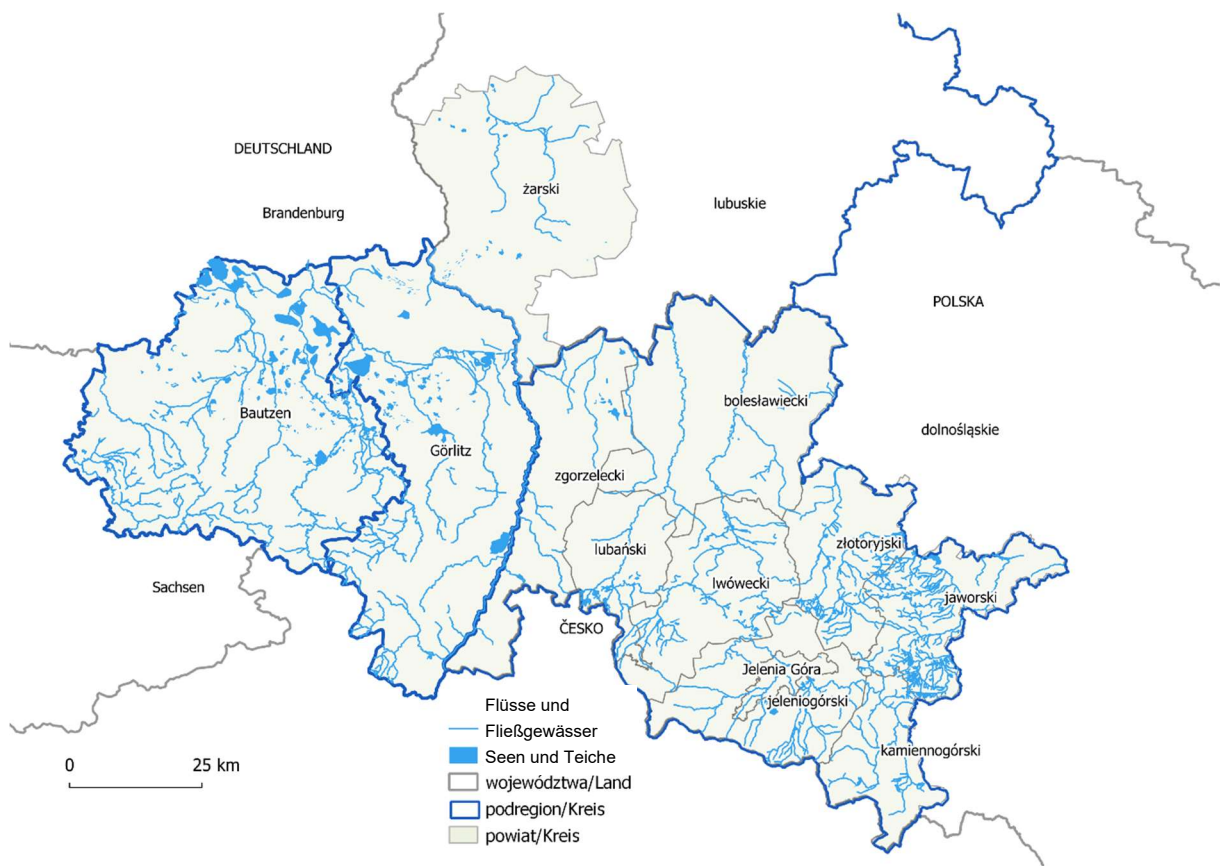 DEUTSCHLAND
żarski
lubuskie
Brandenburg
POLSKA
bolesławiecki
Bautzen
dolnośląskie
Görlitz
zgorzelecki
złotoryjski
lubański
lwówecki
Sachsen
jaworski
ČESKO
Jelenia Góra
jeleniogórski
kamiennogórski
Flüsse und
Fließgewässer
Seen und Teiche
województwa/Land
podregion/Kreis
powiat/Kreis
0 25 km